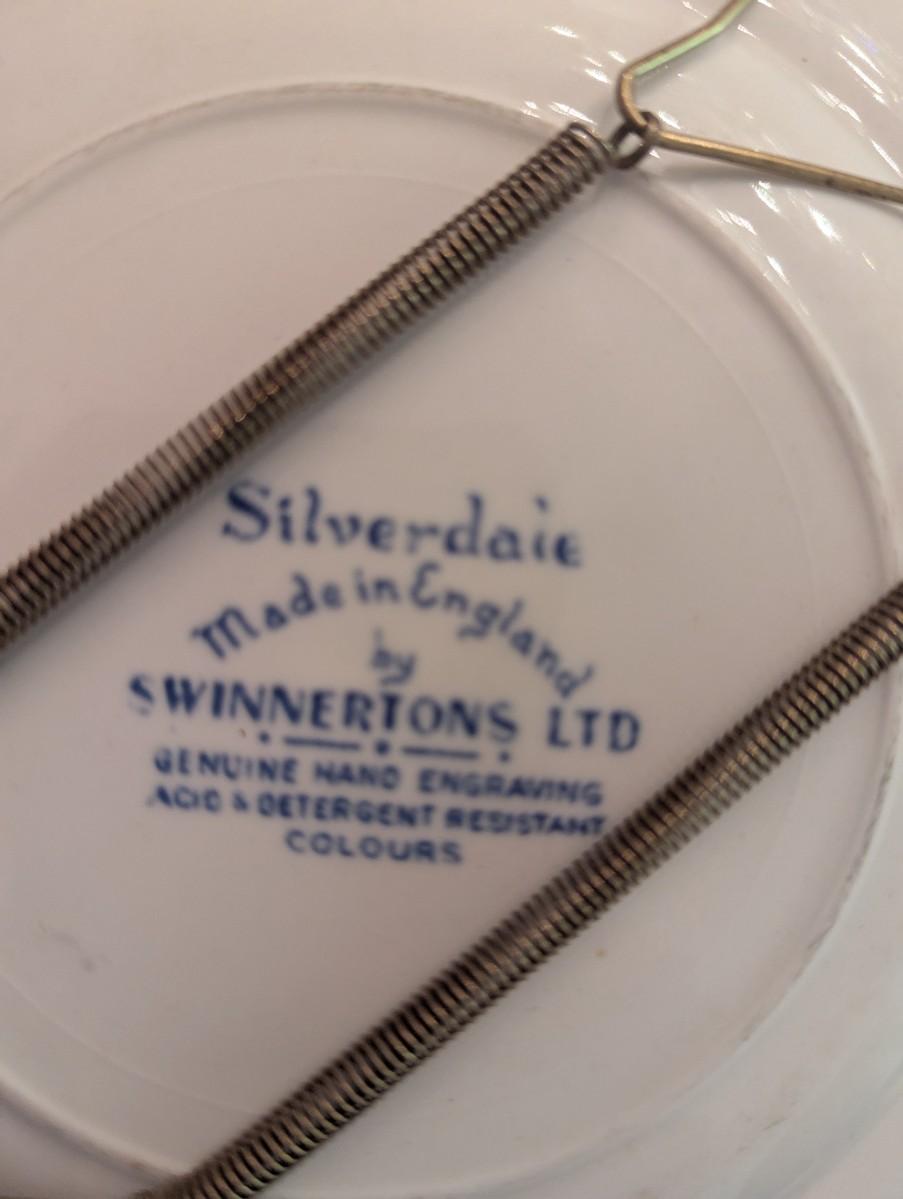 Silverdale
Made in England
by
SWINNERTONS LTD
GENUINE HAND ENGRAVING
ACID & DETERGENT RESISTANT
COLOURS